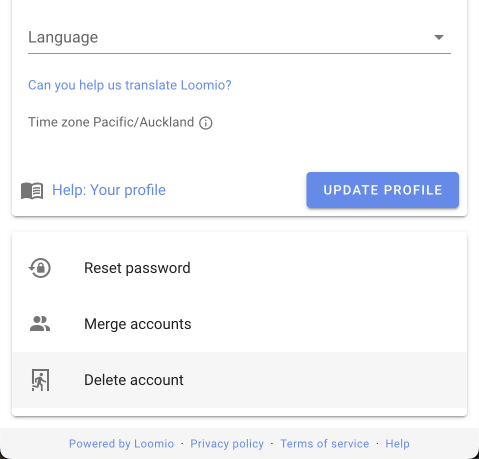 Language
Can you help us translate Loomio?
Time zone Pacific/Auckland
Help: Your profile
UPDATE PROFILE
Reset password
Merge accounts
Delete account
Powered by Loomio · Privacy policy · Terms of service · Help